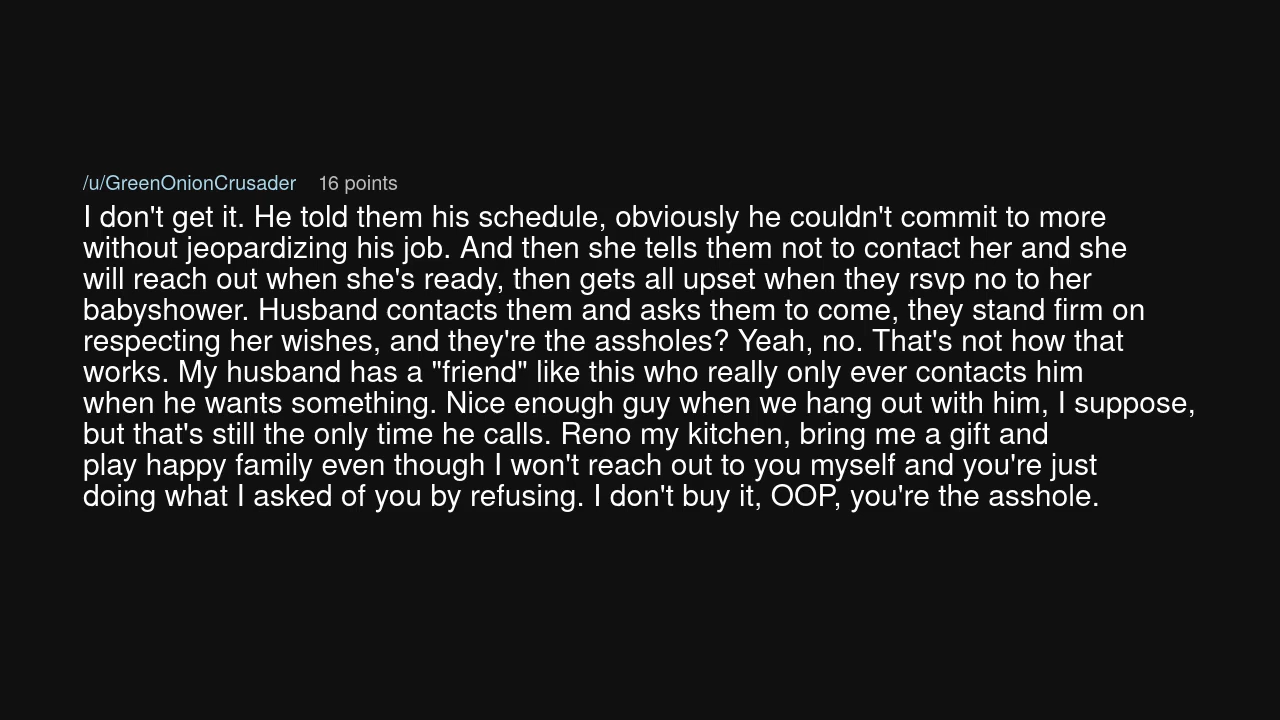 /u/GreenOnionCrusader 16 points
I don't get it. He told them his schedule, obviously he couldn't commit to more
without jeopardizing his job. And then she tells them not to contact her and she
will reach out when she's ready, then gets all upset when they rsvp no to her
babyshower. Husband contacts them and asks them to come, they stand firm on
respecting her wishes, and they're the assholes? Yeah, no. That's not how that
works. My husband has a "friend" like this who really only ever contacts him
when he wants something. Nice enough guy when we hang out with him, I suppose,
but that's still the only time he calls. Reno my kitchen, bring me a gift and
play happy family even though I won't reach out to you myself and you're just
doing what I asked of you by refusing. I don't buy it, OOP, you're the asshole.